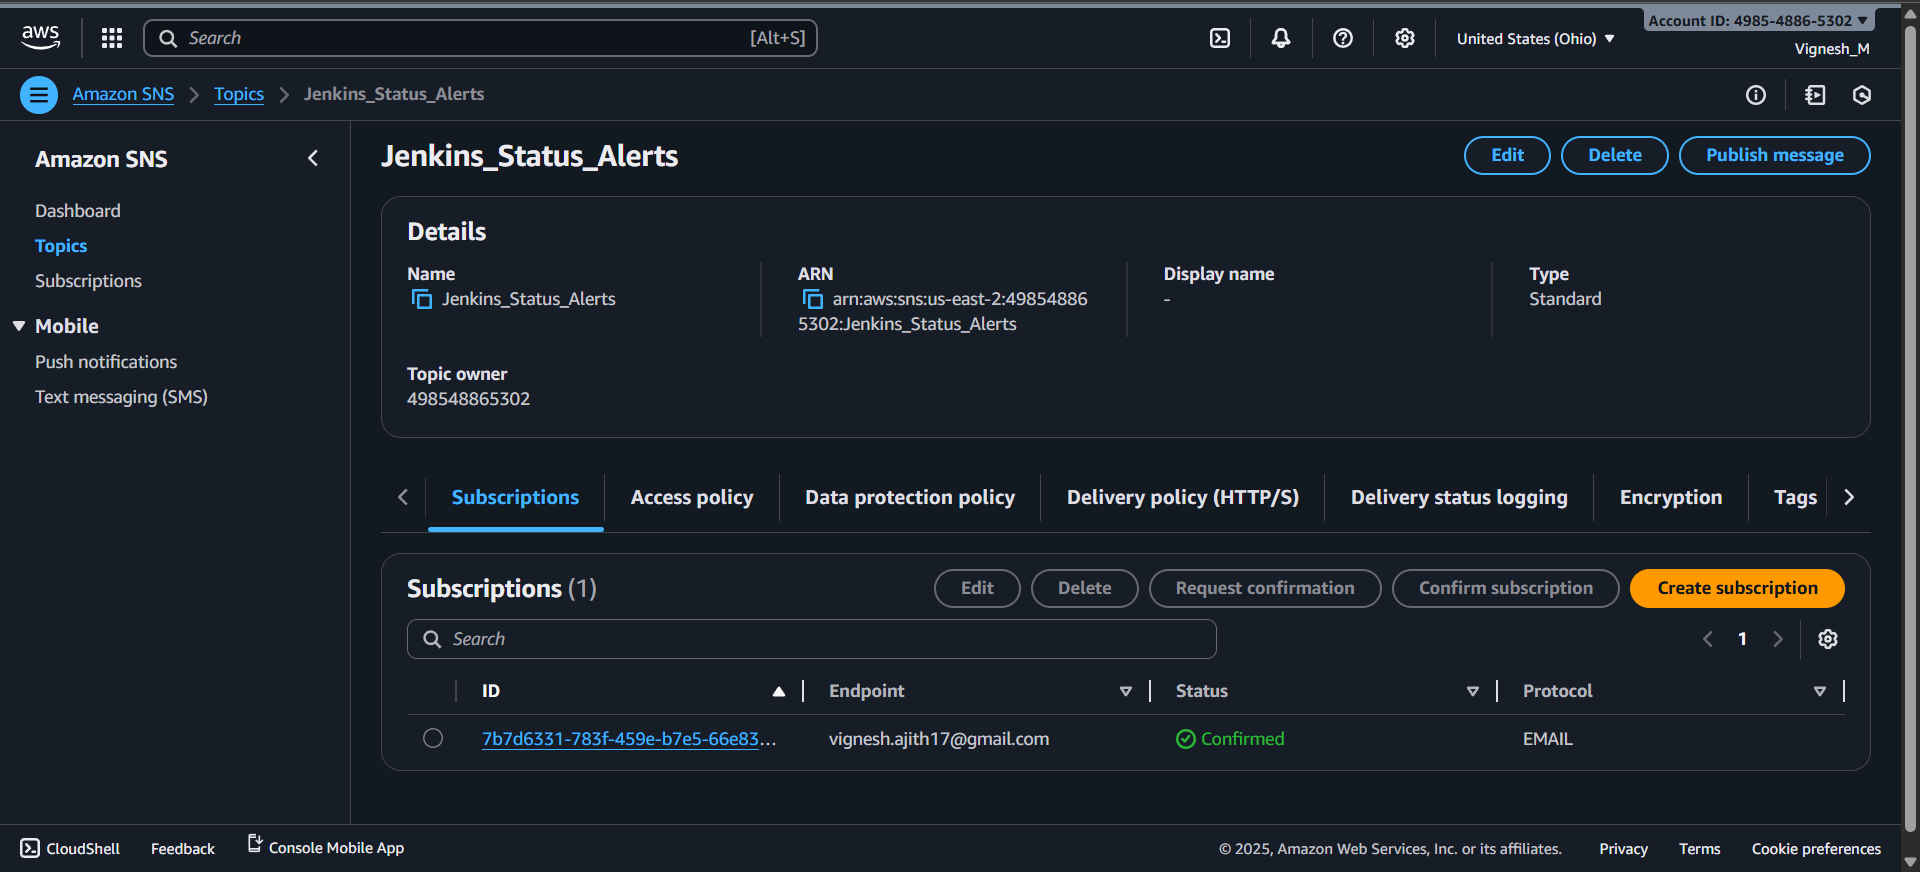 aws
Search [Alt+S]
United States (Ohio)
Account ID: 4985-4886-5302
Vignesh_M
Amazon SNS
Topics
Jenkins_Status_Alerts
Amazon SNS
Dashboard
Topics
Subscriptions
Mobile
Push notifications
Text messaging (SMS)
Jenkins_Status_Alerts
Edit
Delete
Publish message
Details
Name
Jenkins_Status_Alerts
ARN
arn:aws:sns:us-east-2:49854886
5302:Jenkins_Status_Alerts
Display name
-
Type
Standard
Topic owner
498548865302
Subscriptions
Access policy
Data protection policy
Delivery policy (HTTP/S)
Delivery status logging
Encryption
Tags
Subscriptions (1)
Edit
Delete
Request confirmation
Confirm subscription
Create subscription
Search
1
ID
Endpoint
Status
Protocol
7b7d6331-783f-459e-b7e5-66e83...
vignesh.ajith17@gmail.com
Confirmed
EMAIL
CloudShell
Feedback
Console Mobile App
© 2025, Amazon Web Services, Inc. or its affiliates.
Privacy
Terms
Cookie preferences